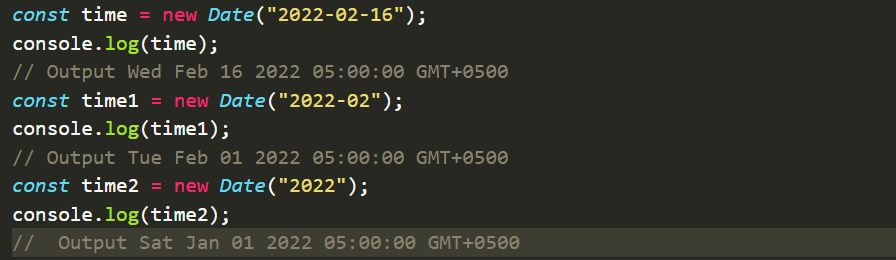 const time = new Date("2022-02-16");
console.log(time);
// Output Wed Feb 16 2022 05:00:00 GMT+0500
const time1 = new Date("2022-02");
console.log(time1);
// Output Tue Feb 01 2022 05:00:00 GMT+0500
const time2 = new Date("2022");
console.log(time2);
//  Output Sat Jan 01 2022 05:00:00 GMT+0500